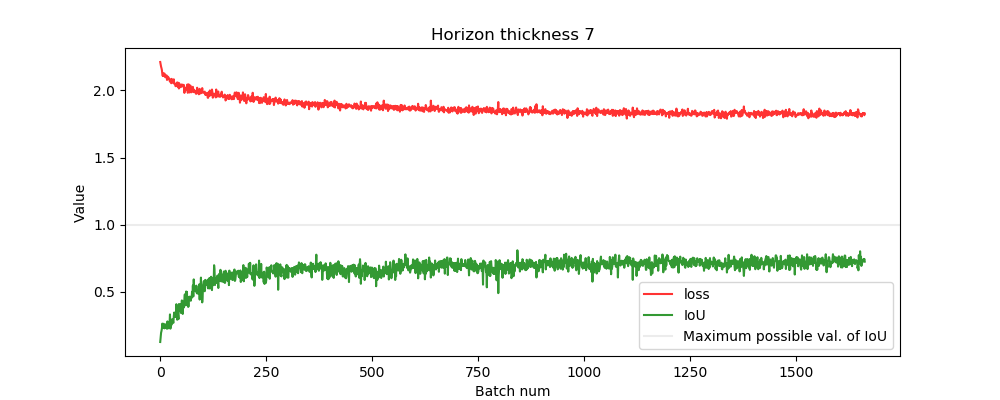 Horizon thickness 7
Value
2.0
1.5
1.0
0.5
loss
IoU
Maximum possible val. of IoU
0 250 500 750 1000 1250 1500
Batch num